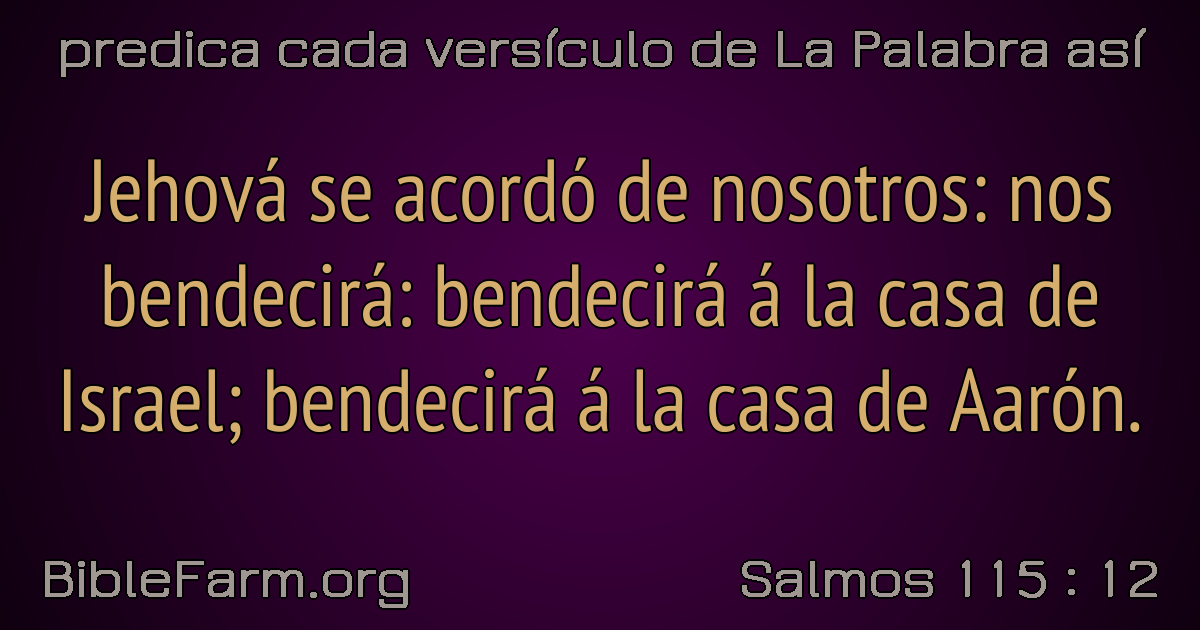 predica cada versículo de La Palabra así
Jehová se acordó de nosotros: nos
bendecirá: bendecirá á la casa de
Israel; bendecirá á la casa de Aarón.
BibleFarm.org
Salmos 115 : 12